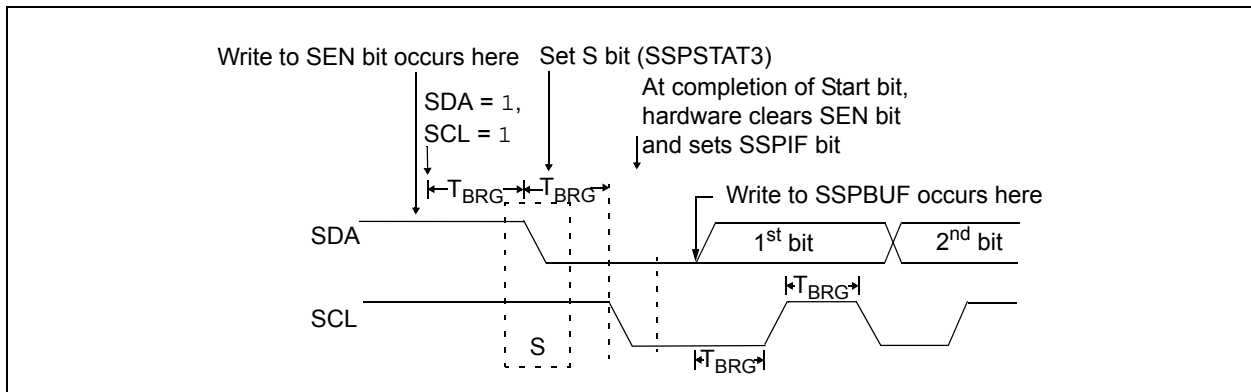 Write to SEN bit occurs here
Set S bit (SSPSTAT3)
At completion of Start bit,
hardware clears SEN bit
and sets SSPIF bit
SDA = 1,
SCL = 1
TBRG
TBRG
Write to SSPBUF occurs here
SDA
1st bit
2nd bit
TBRG
SCL
S
TBRG